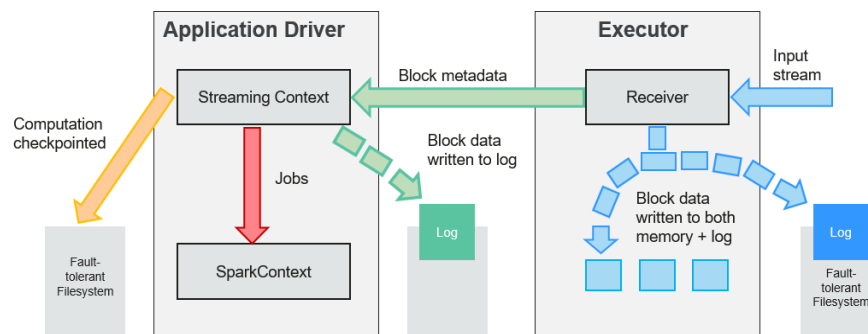 Application Driver
Executor
Input
stream
Block metadata
Streaming Context
Receiver
Computation
checkpointed
Block data
written to log
Jobs
Block data
written to both
memory + log
Log
Log
SparkContext
Fault-
tolerant
Filesystem
Fault-
tolerant
Filesystem